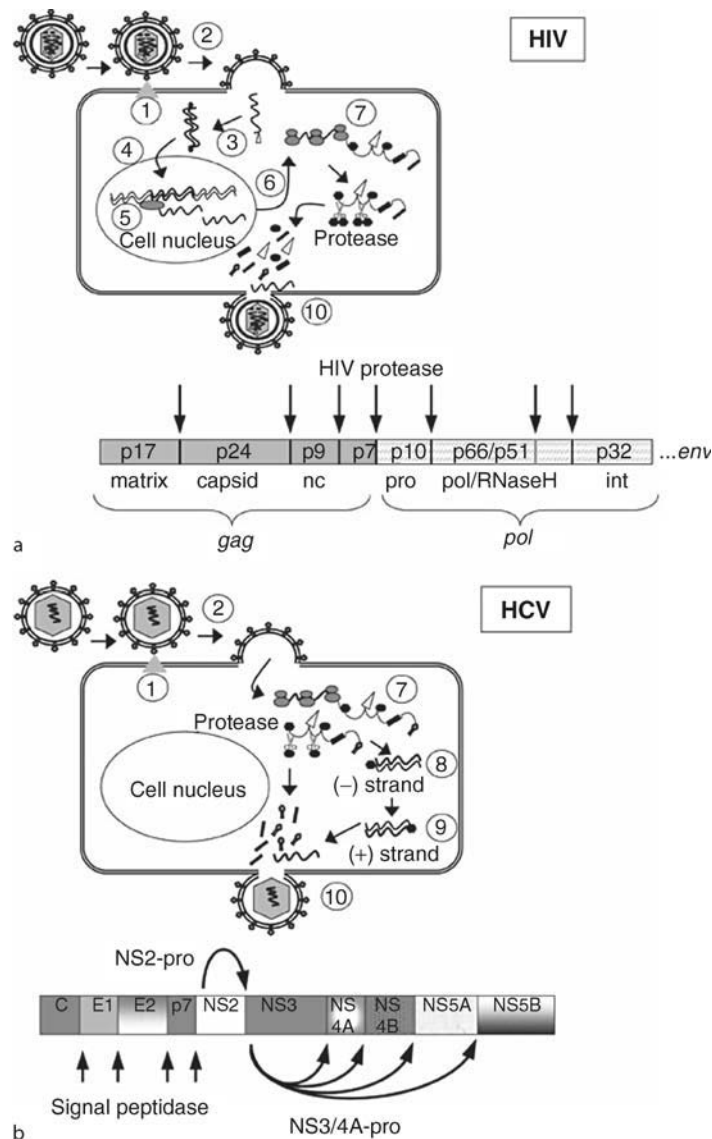 HIV
2
1
3
7
4
6
5
Cell nucleus
Protease
10
HIV protease
p17 p24 p9 p7 p10 p66/p51 p32 ...env
matrix capsid nc pro pol/RNaseH int
gag pol
a
HCV
2
1
7
Protease
8
(–) strand
Cell nucleus
9
(+) strand
10
NS2-pro
C E1 E2 p7 NS2 NS3 NS NS NS5A NS5B
4A 4B
Signal peptidase
NS3/4A-pro
b